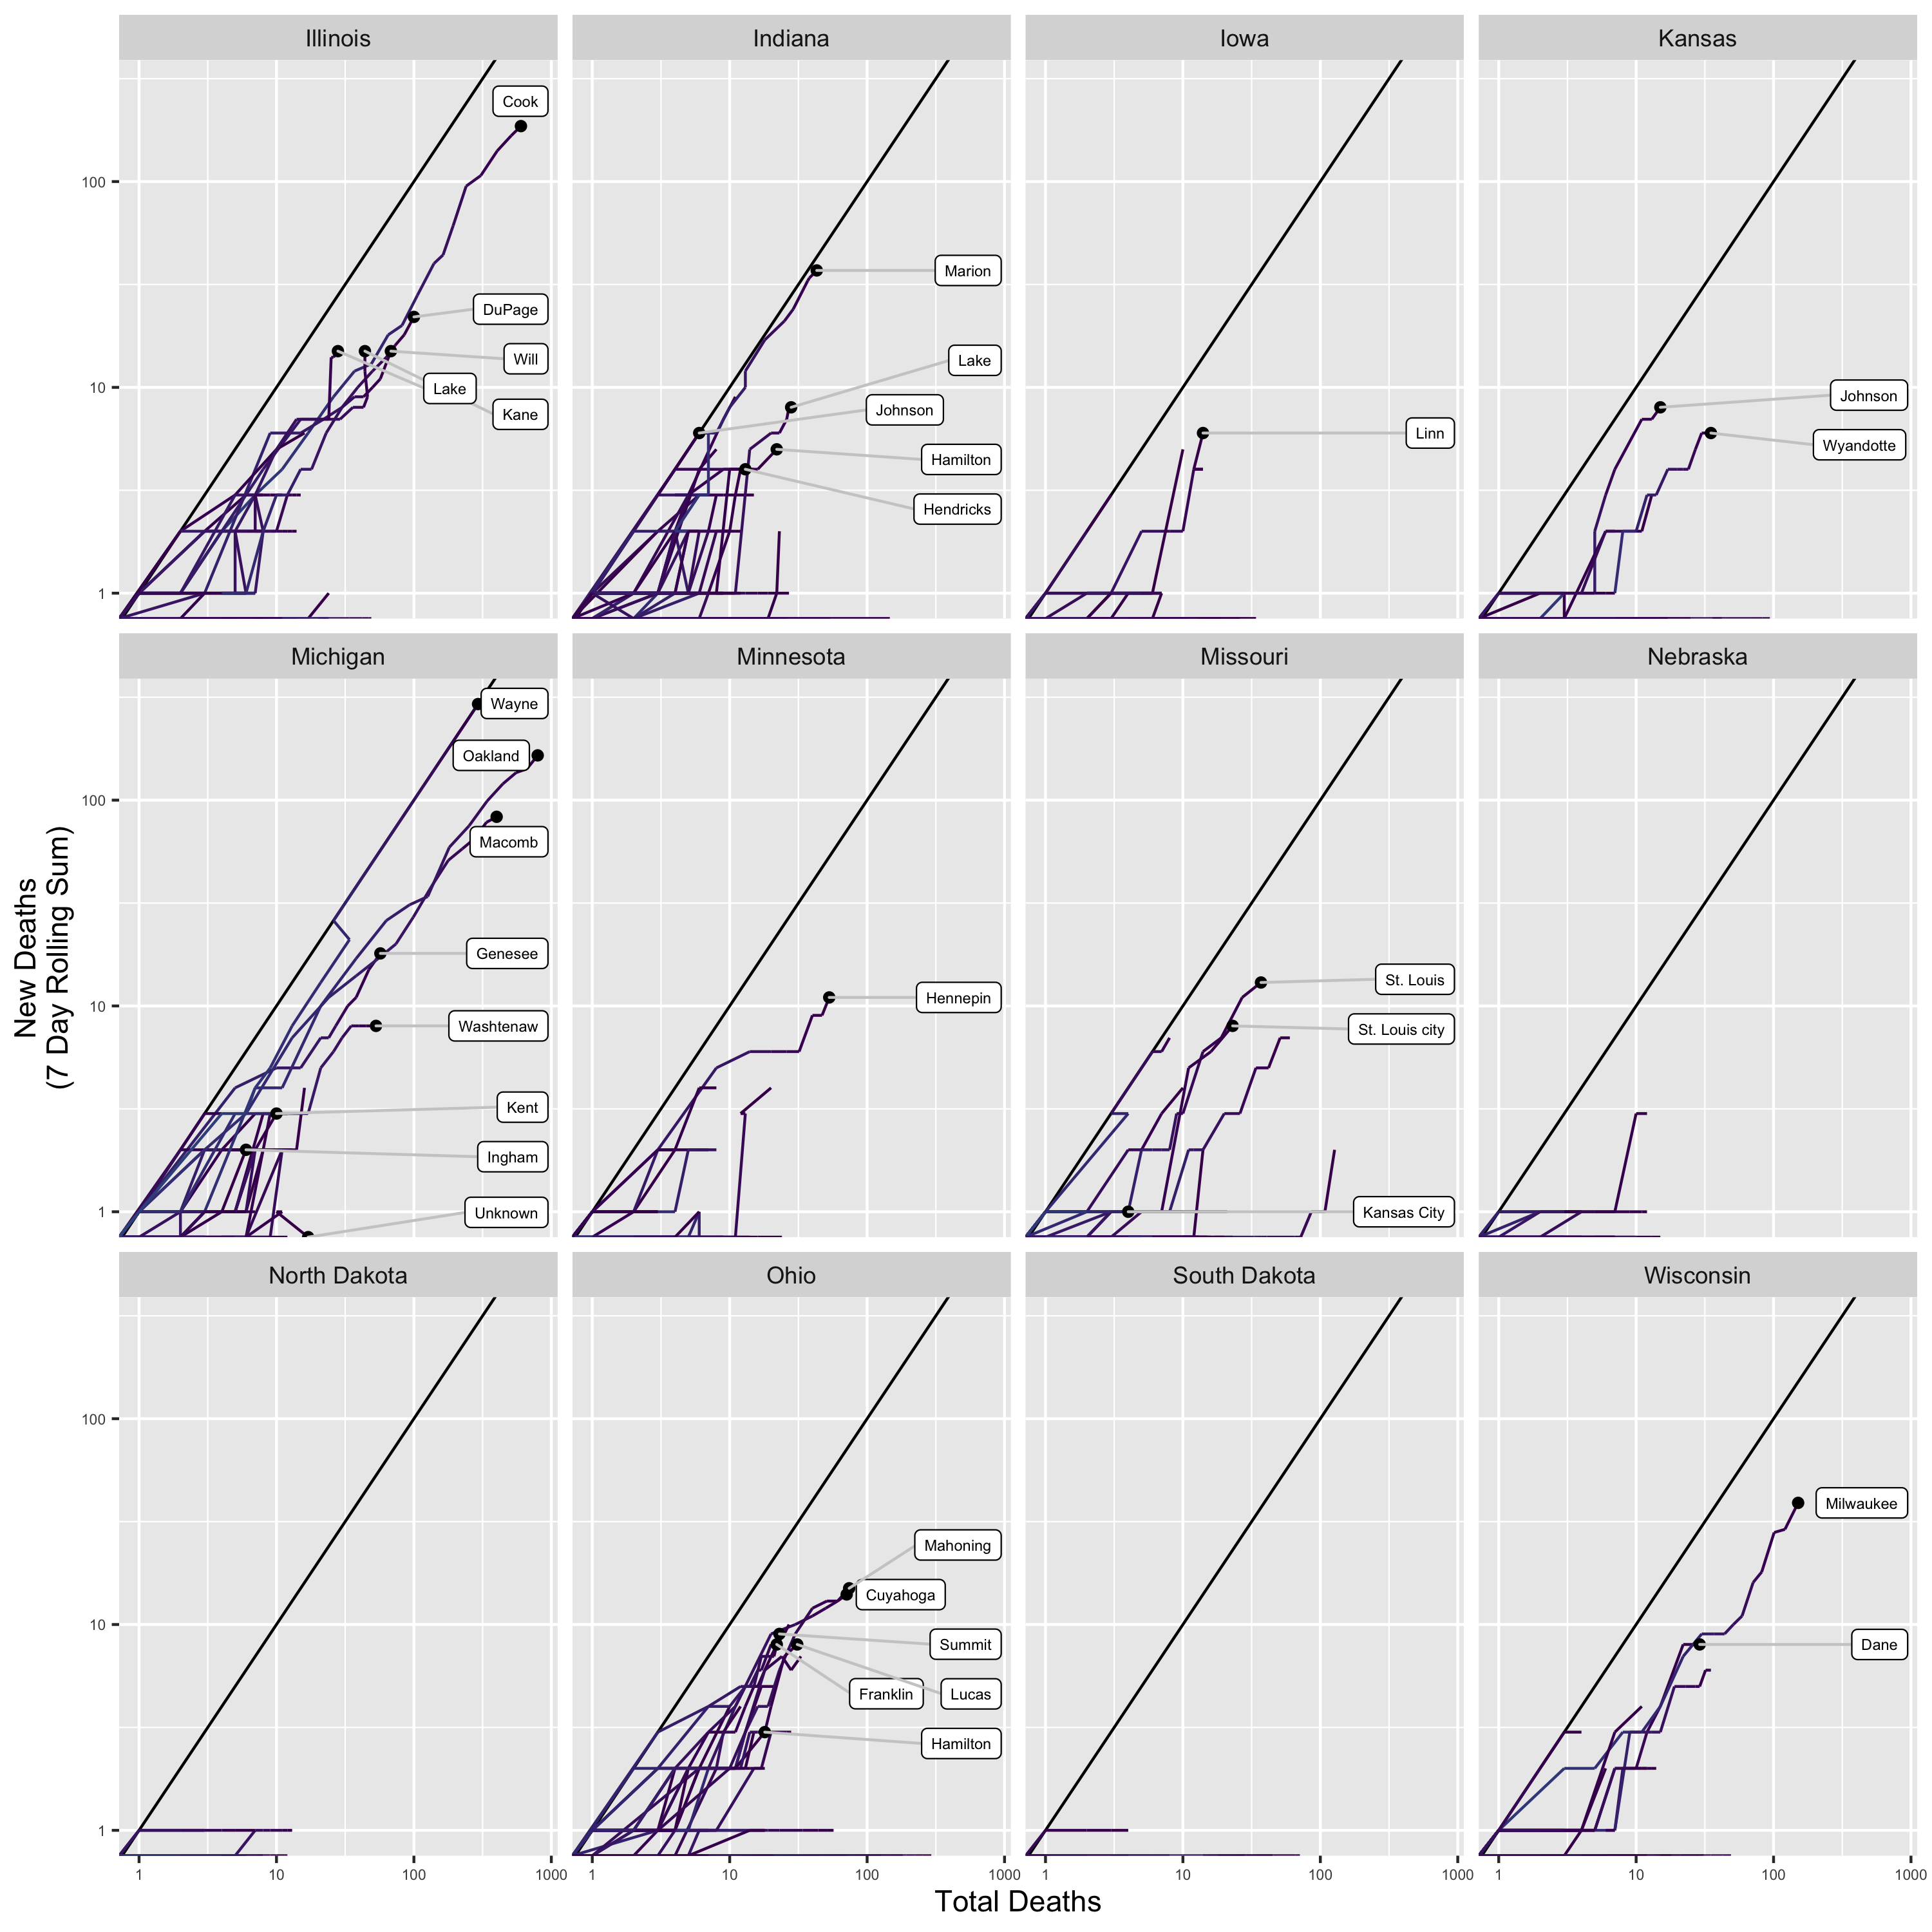 Illinois
Indiana
Iowa
Kansas
Cook
DuPage
Will
Lake
Kane
Marion
Lake
Johnson
Hamilton
Hendricks
Linn
Johnson
Wyandotte
100
10
1
Michigan
Minnesota
Missouri
Nebraska
Wayne
Oakland
Macomb
Genesee
Washtenaw
Kent
Ingham
Unknown
Hennepin
St. Louis
St. Louis city
Kansas City
100
10
1
New Deaths
(7 Day Rolling Sum)
North Dakota
Ohio
South Dakota
Wisconsin
Mahoning
Cuyahoga
Summit
Franklin
Lucas
Hamilton
Milwaukee
Dane
100
10
1
1 10 100 1000
1 10 100 1000
1 10 100 1000
1 10 100 1000
Total Deaths